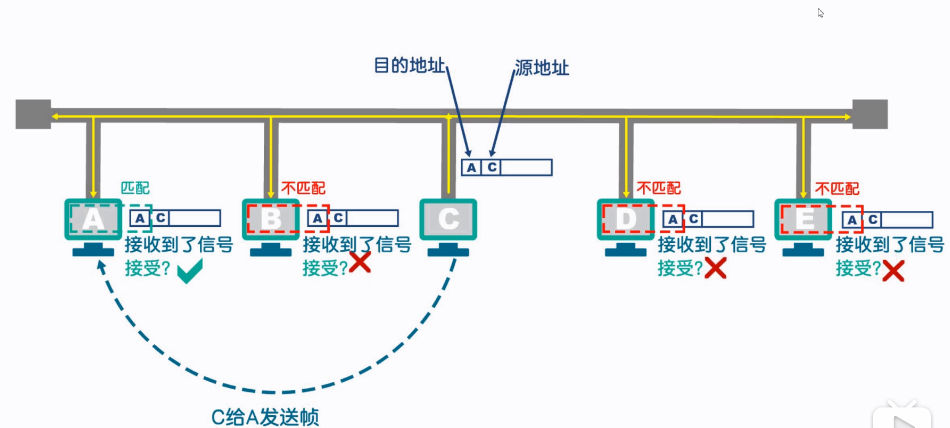 目的地址
源地址
A C
匹配
不匹配
不匹配
不匹配
A
A C
B
A C
C
D
A C
E
A C
接收到了信号
接收到了信号
接收到了信号
接收到了信号
接受?
接受?
接受?
接受?
C给A发送帧